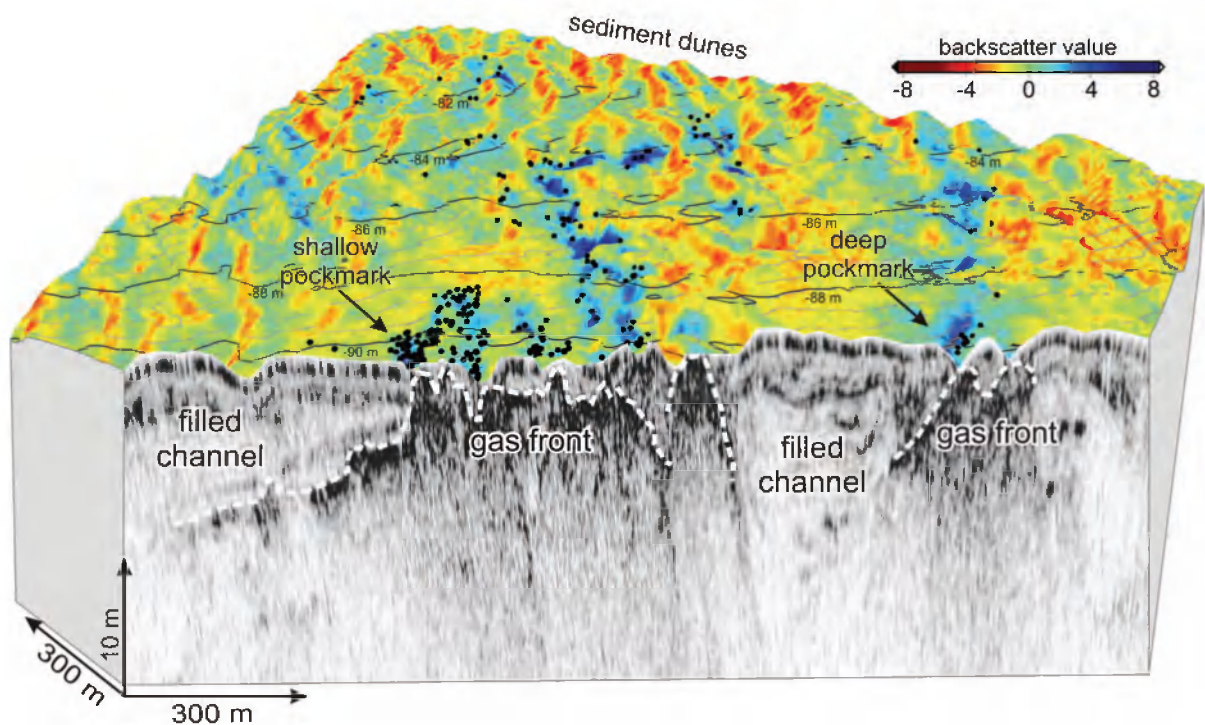 sediment dunes
backscatter value
-8 -4 0 4 8
-82 m
-84 m
-84 m
-86 m
-86 m
shallow
pockmark
deep
pockmark
-88 m
-88 m
-90 m
filled
channel
gas front
filled
channel
gas front
10 m
300 m
300 m